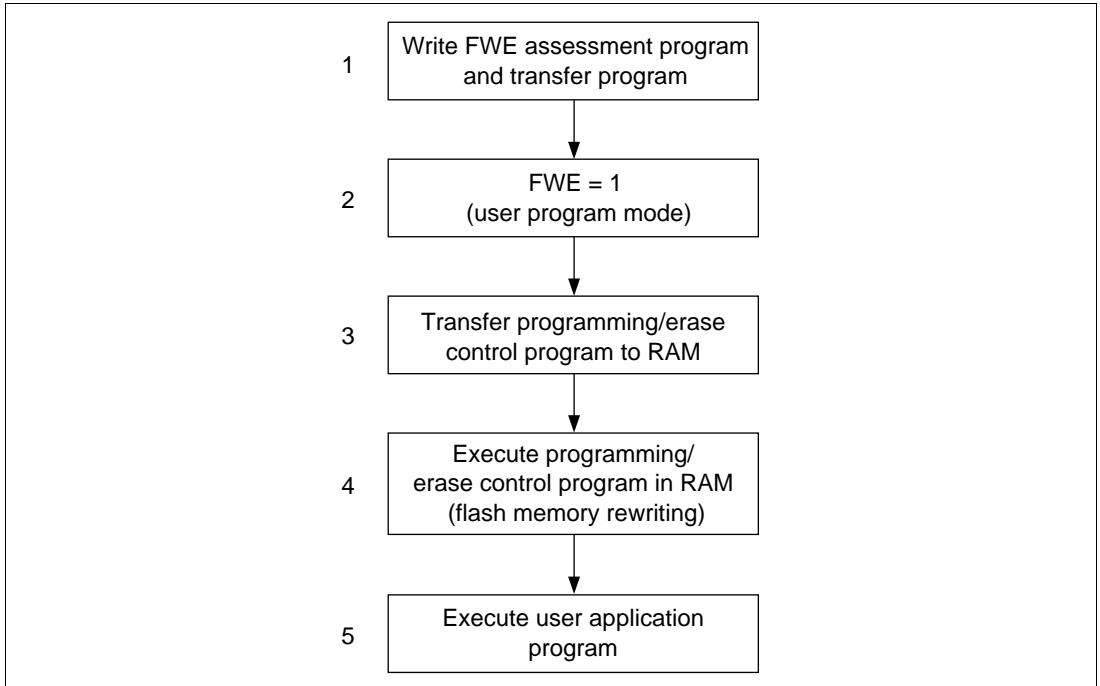 1
Write FWE assessment program
and transfer program
2
FWE = 1
(user program mode)
3
Transfer programming/erase
control program to RAM
4
Execute programming/
erase control program in RAM
(flash memory rewriting)
5
Execute user application
program